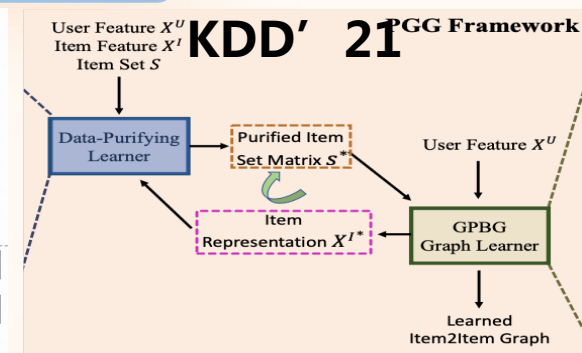 KDD' 21
PGG Framework
User Feature X^U
Item Feature X^I
Item Set S
Data-Purifying
Learner
Purified Item
Set Matrix S*
User Feature X^U
Item
Representation X^I*
GPBG
Graph Learner
Learned
Item2Item Graph